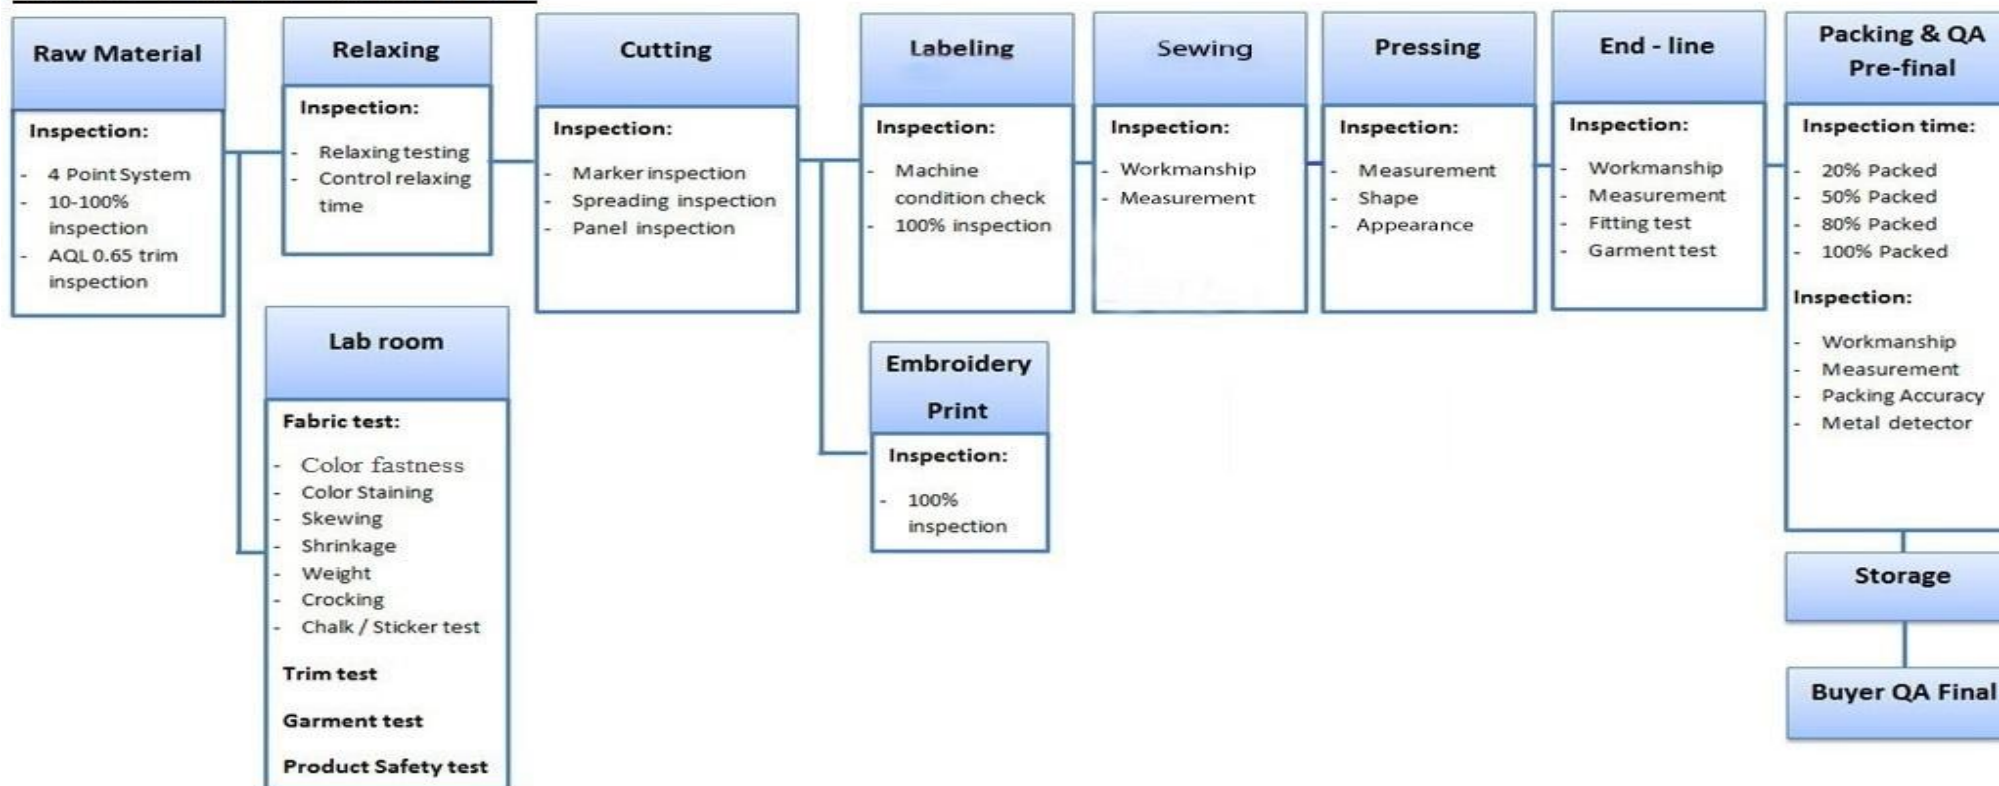 Raw Material
Inspection:
- 4 Point System
- 10-100%
inspection
- AQL 0.65 trim
inspection
Relaxing
Inspection:
- Relaxing testing
- Control relaxing
time
Lab room
Fabric test:
- Color fastness
- Color Staining
- Skewing
- Shrinkage
- Weight
- Crocking
- Chalk / Sticker test
Trim test
Garment test
Product Safety test
Cutting
Inspection:
- Marker inspection
- Spreading inspection
- Panel inspection
Labeling
Inspection:
- Machine
condition check
- 100% inspection
Embroidery
Print
Inspection:
- 100%
inspection
Sewing
Inspection:
- Workmanship
- Measurement
Pressing
Inspection:
- Measurement
- Shape
- Appearance
End - line
Inspection:
- Workmanship
- Measurement
- Fitting test
- Garment test
Packing & QA
Pre-final
Inspection time:
- 20% Packed
- 50% Packed
- 80% Packed
- 100% Packed
Inspection:
- Workmanship
- Measurement
- Packing Accuracy
- Metal detector
Storage
Buyer QA Final